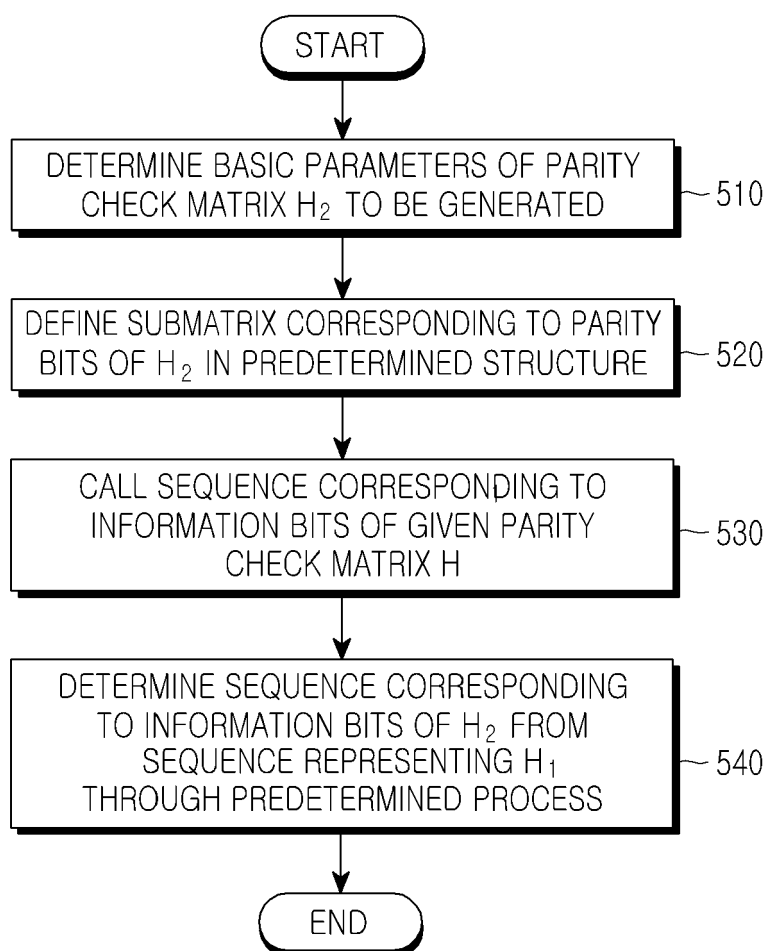 START
DETERMINE BASIC PARAMETERS OF PARITY
CHECK MATRIX H₂ TO BE GENERATED
510
DEFINE SUBMATRIX CORRESPONDING TO PARITY
BITS OF H₂ IN PREDETERMINED STRUCTURE
520
CALL SEQUENCE CORRESPONDING TO
INFORMATION BITS OF GIVEN PARITY
CHECK MATRIX H
530
DETERMINE SEQUENCE CORRESPONDING
TO INFORMATION BITS OF H₂ FROM
SEQUENCE REPRESENTING H₁
THROUGH PREDETERMINED PROCESS
540
END